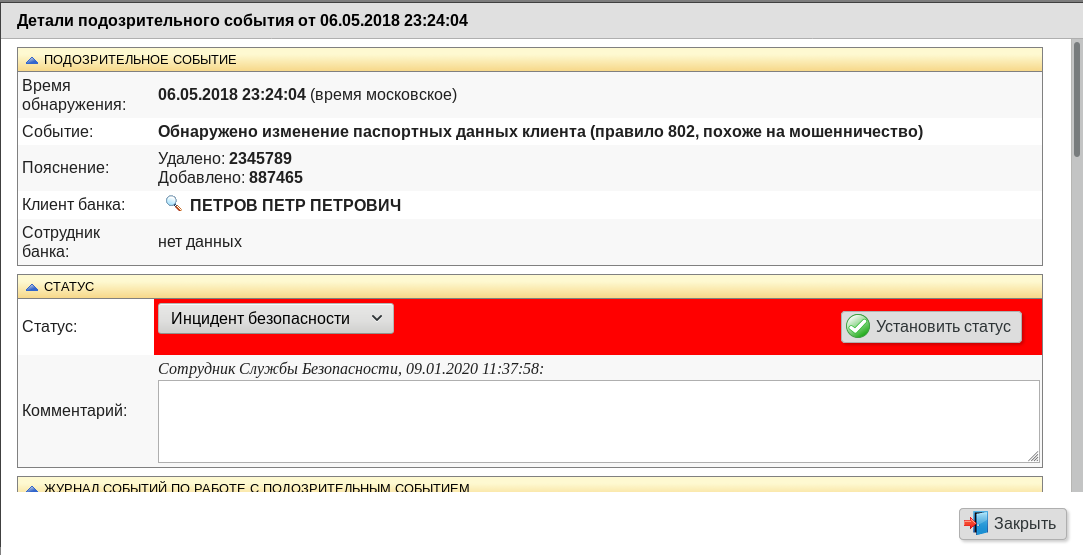 Детали подозрительного события от 06.05.2018 23:24:04
ПОДОЗРИТЕЛЬНОЕ СОБЫТИЕ
Время
обнаружения:
06.05.2018 23:24:04 (время московское)
Событие:
Обнаружено изменение паспортных данных клиента (правило 802, похоже на мошенничество)
Пояснение:
Удалено: 2345789
Добавлено: 887465
Клиент банка:
ПЕТРОВ ПЕТР ПЕТРОВИЧ
Сотрудник
банка:
нет данных
СТАТУС
Статус:
Инцидент безопасности
Установить статус
Сотрудник Службы Безопасности, 09.01.2020 11:37:58:
Комментарий:
ЖУРНАЛ СОБЫТИЙ ПО РАБОТЕ С ПОДОЗРИТЕЛЬНЫМ СОБЫТИЕМ
Закрыть